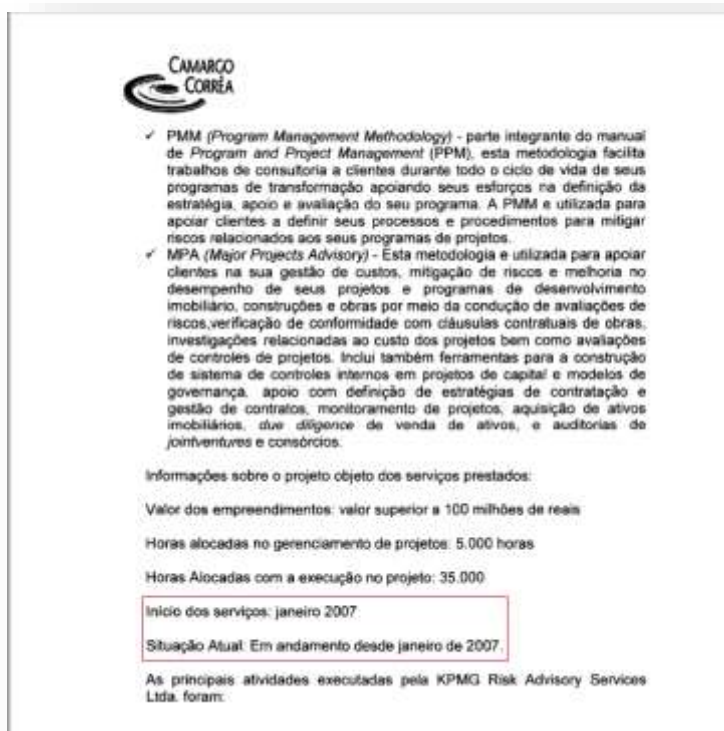 CAMARGO
CORRÊA
✓ PMM (Program Management Methodology) - parte integrante do manual
de Program and Project Management (PPM), esta metodologia facilita
trabalhos de consultoria a clientes durante todo o ciclo de vida de seus
programas de transformação apoiando seus esforços na definição da
estratégia, apoio e avaliação do seu programa. A PMM e utilizada para
apoiar clientes a definir seus processos e procedimentos para mitigar
riscos relacionados aos seus programas de projetos.
✓ MPA (Major Projects Advisory) - Esta metodologia e utilizada para apoiar
clientes na sua gestão de custos, mitigação de riscos e melhoria no
desempenho de seus projetos e programas de desenvolvimento
imobiliário, construções e obras por meio da condução de avaliações de
riscos,verificação de conformidade com cláusulas contratuais de obras,
investigações relacionadas ao custo dos projetos bem como avaliações
de controles de projetos. Inclui também ferramentas para a construção
de sistema de controles internos em projetos de capital e modelos de
governança, apoio com definição de estratégias de contratação e
gestão de contratos, monitoramento de projetos, aquisição de ativos
imobiliários, due diligence de venda de ativos, e auditorias de
jointventures e consórcios.
Informações sobre o projeto objeto dos serviços prestados:
Valor dos empreendimentos: valor superior a 100 milhões de reais
Horas alocadas no gerenciamento de projetos: 5.000 horas
Horas Alocadas com a execução no projeto: 35.000
Inicio dos serviços: janeiro 2007
Situação Atual: Em andamento desde janeiro de 2007.
As principais atividades executadas pela KPMG Risk Advisory Services
Ltda. foram: